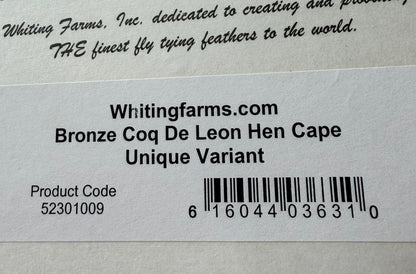 Whiting Farms, Inc. dedicated to creating and providing
THE finest fly tying feathers to the world.
Whitingfarms.com
Bronze Coq De Leon Hen Cape
Unique Variant
Product Code
52301009
6 16044 03631 0